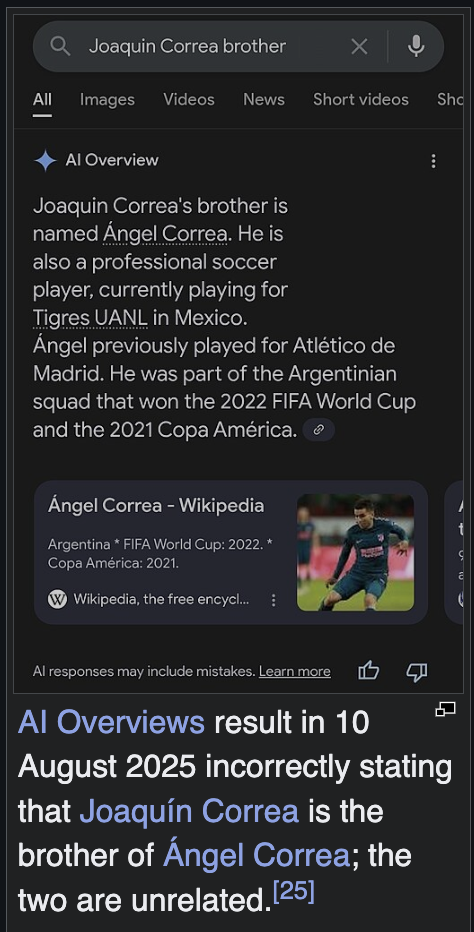 Joaquin Correa brother
All Images Videos News Short videos Sho
AI Overview
Joaquin Correa's brother is
named Ángel Correa. He is
also a professional soccer
player, currently playing for
Tigres UANL in Mexico.
Ángel previously played for Atlético de
Madrid. He was part of the Argentinian
squad that won the 2022 FIFA World Cup
and the 2021 Copa América.
Ángel Correa - Wikipedia
Argentina * FIFA World Cup: 2022. *
Copa América: 2021.
W Wikipedia, the free encycl...
AI responses may include mistakes. Learn more
AI Overviews result in 10
August 2025 incorrectly stating
that Joaquín Correa is the
brother of Ángel Correa; the
two are unrelated.[25]